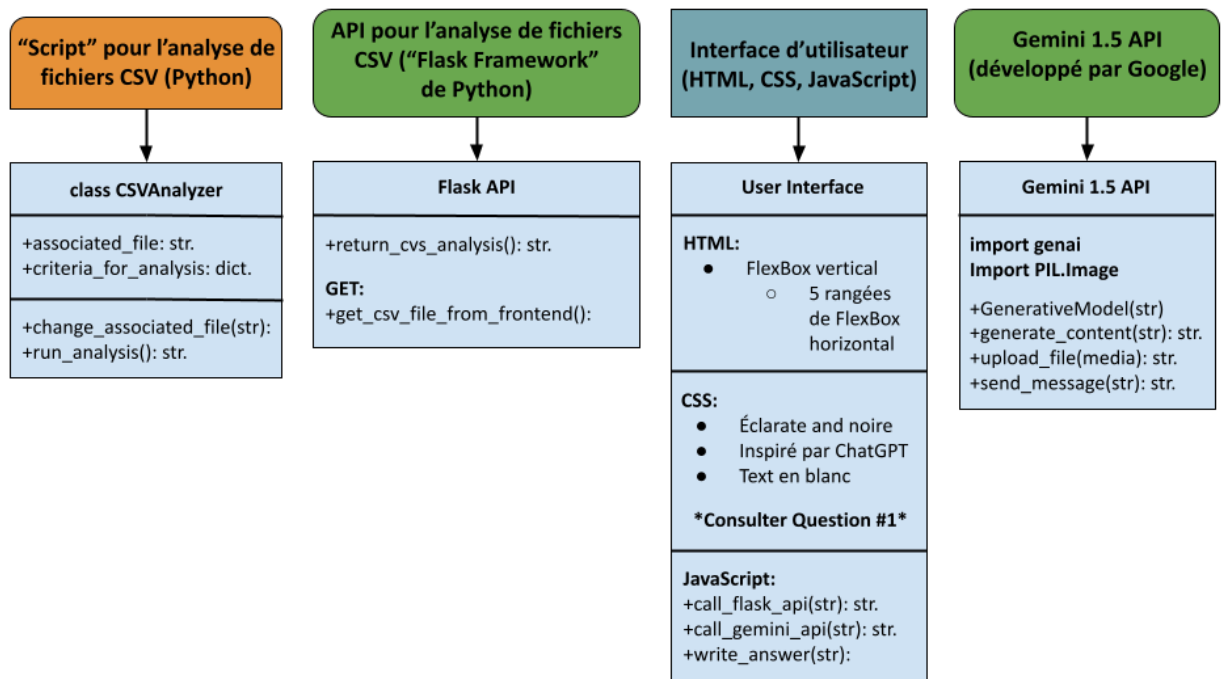 “Script” pour l’analyse de
fichiers CSV (Python)
class CSVAnalyzer
+associated_file: str.
+criteria_for_analysis: dict.
+change_associated_file(str):
+run_analysis(): str.
API pour l’analyse de fichiers
CSV (“Flask Framework”
de Python)
Flask API
+return_cvs_analysis(): str.
GET:
+get_csv_file_from_frontend():
Interface d’utilisateur
(HTML, CSS, JavaScript)
User Interface
HTML:
● FlexBox vertical
○ 5 rangées
de FlexBox
horizontal
CSS:
● Éclarate and noire
● Inspiré par ChatGPT
● Text en blanc
*Consulter Question #1*
JavaScript:
+call_flask_api(str): str.
+call_gemini_api(str): str.
+write_answer(str):
Gemini 1.5 API
(développé par Google)
Gemini 1.5 API
import genai
Import PIL.Image
+GenerativeModel(str)
+generate_content(str): str.
+upload_file(media): str.
+send_message(str): str.